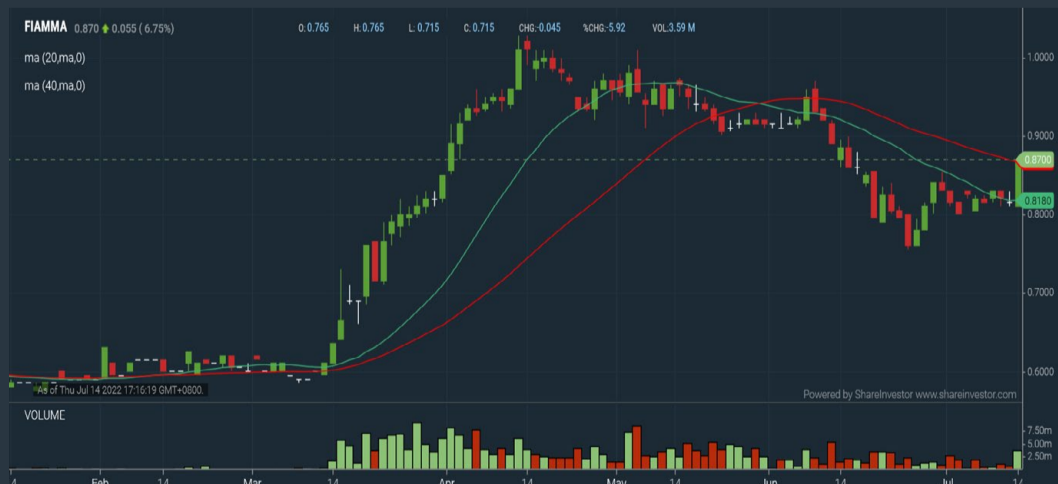 FIAMMA 0.870 0.055 ( 6.75%) O: 0.765 H: 0.765 L: 0.715 C: 0.715 CHG:-0.045 %CHG:-5.92 VOL:3.59 M
ma (20,ma,0)
ma (40,ma,0)
1.0000
0.9000
0.8700
0.8180
0.8000
0.7000
0.6000
As of Thu Jul 14 2022 17:16:19 GMT+0800.
Powered by ShareInvestor www.shareinvestor.com
VOLUME
7.50m
5.00m
2.50m
Feb 14 Mar 14 Apr 14 May 14 Jun 14 Jul